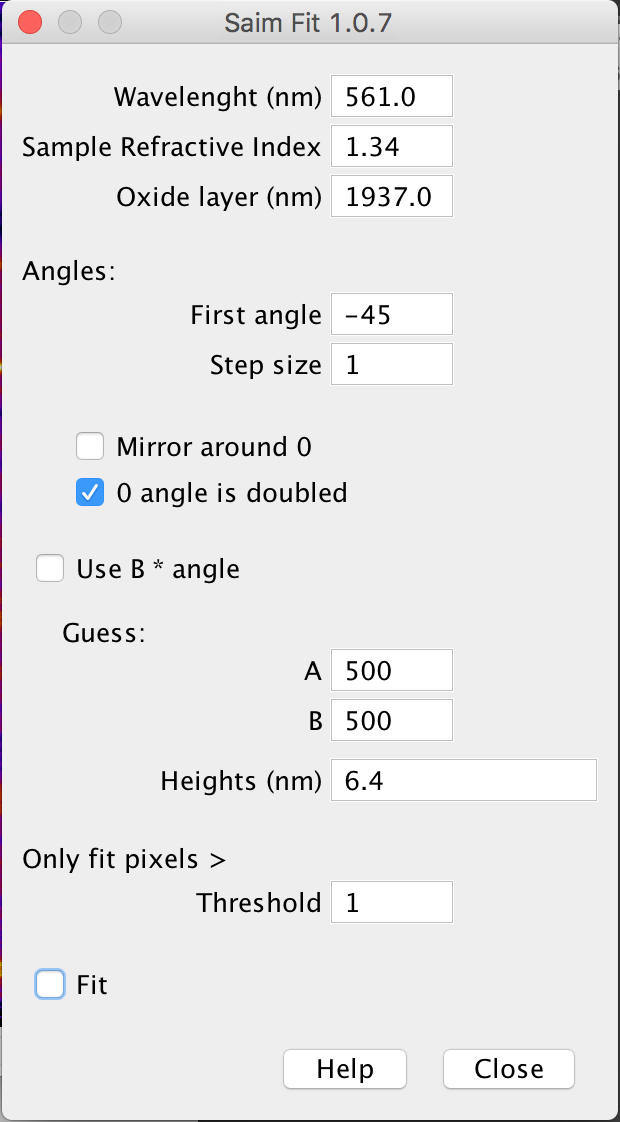 Saim Fit 1.0.7
Wavelenght (nm) 561.0
Sample Refractive Index 1.34
Oxide layer (nm) 1937.0
Angles:
First angle -45
Step size 1
Mirror around 0
0 angle is doubled
Use B * angle
Guess:
A 500
B 500
Heights (nm) 6.4
Only fit pixels >
Threshold 1
Fit
Help Close